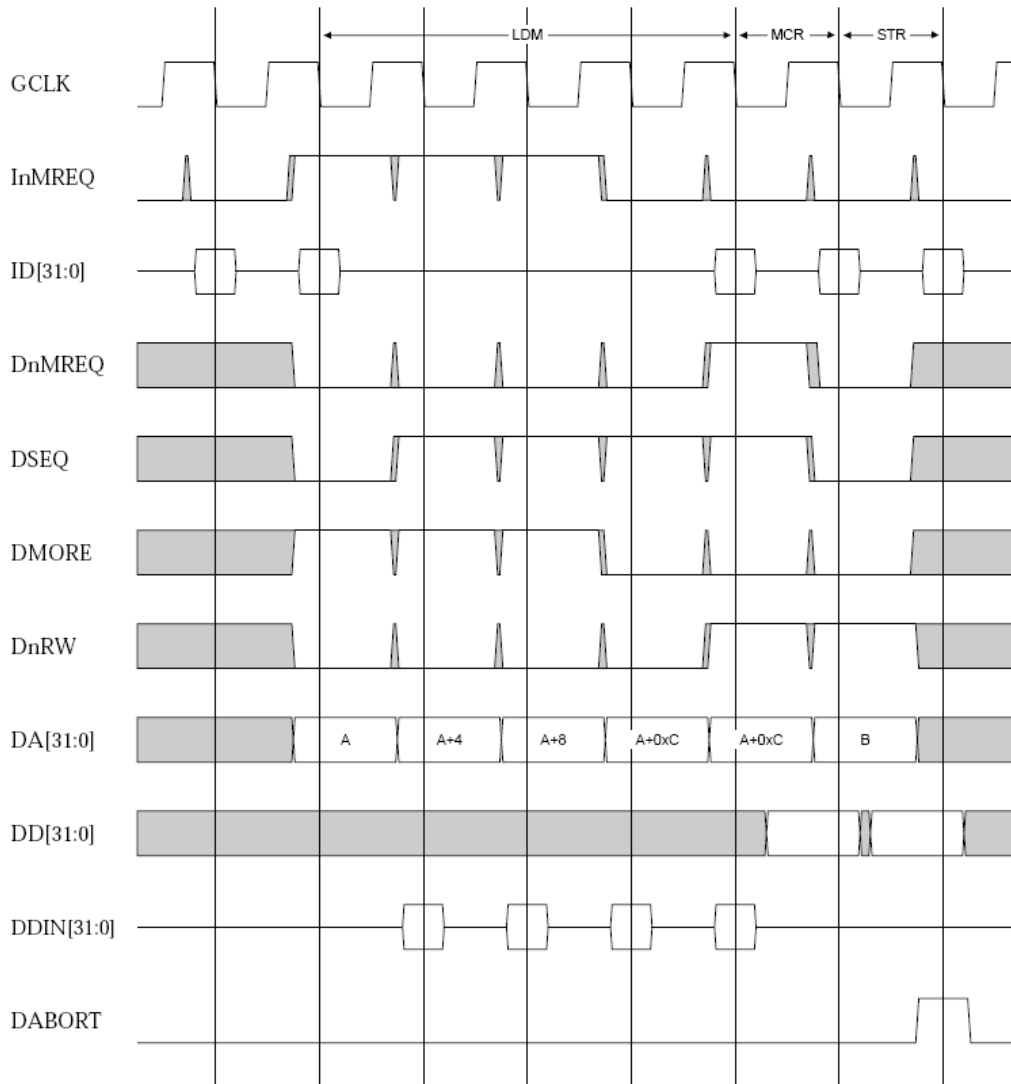 LDM MCR STR
GCLK
InMREQ
ID[31:0]
DnMREQ
DSEQ
DMORE
DnRW
DA[31:0] A A+4 A+8 A+0xC A+0xC B
DD[31:0]
DDIN[31:0]
DABORT